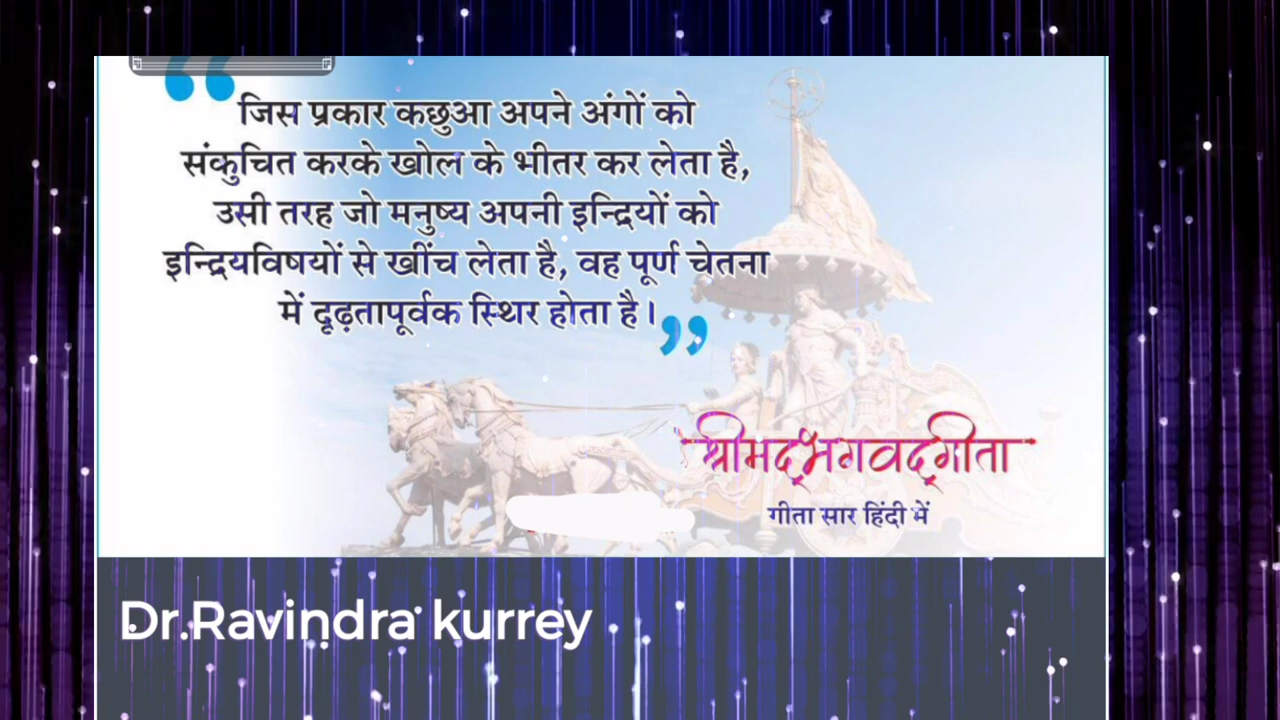 “
जिस प्रकार कछुआ अपने अंगों को
संकुचित करके खोल के भीतर कर लेता है,
उसी तरह जो मनुष्य अपनी इन्द्रियों को
इन्द्रियविषयों से खींच लेता है, वह पूर्ण चेतना
में दृढ़तापूर्वक स्थिर होता है।
”
श्रीमद्भगवद्गीता
गीता सार हिंदी में
Dr.Ravindra kurrey